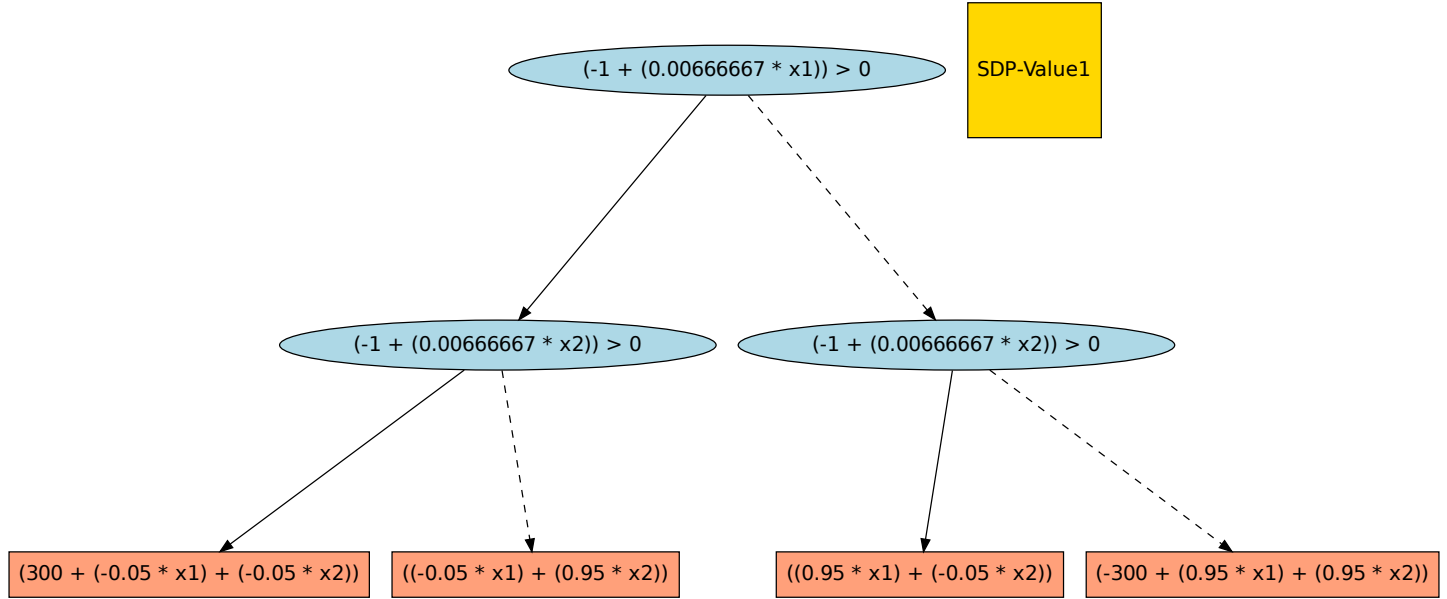 (-1 + (0.00666667 * x1)) > 0
SDP-Value1
(-1 + (0.00666667 * x2)) > 0
(-1 + (0.00666667 * x2)) > 0
(300 + (-0.05 * x1) + (-0.05 * x2))
((-0.05 * x1) + (0.95 * x2))
((0.95 * x1) + (-0.05 * x2))
(-300 + (0.95 * x1) + (0.95 * x2))